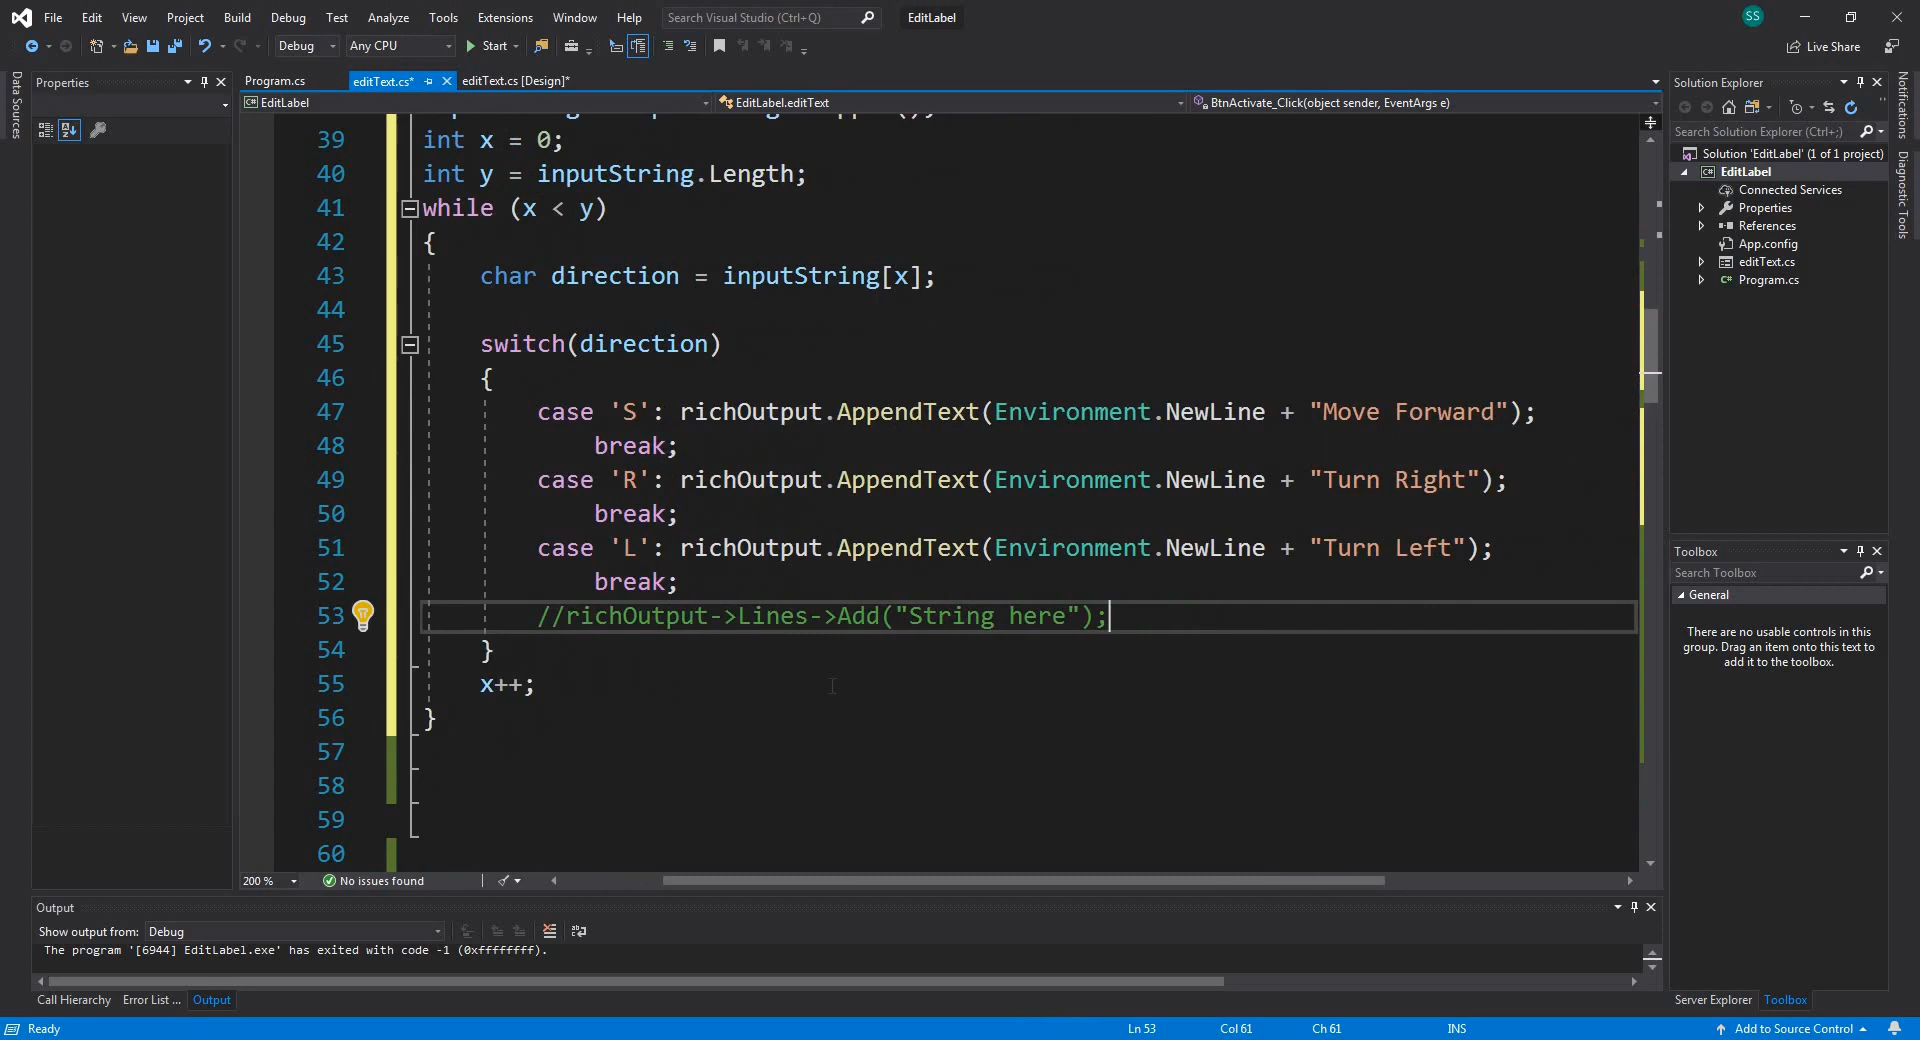 File Edit View Project Build Debug Test Analyze Tools Extensions Window Help Search Visual Studio (Ctrl+Q) EditLabel SS
Debug Any CPU Start Live Share
Data Sources
Properties
Program.cs editText.cs* editText.cs [Design]*
EditLabel EditLabel.editText BtnActivate_Click(object sender, EventArgs e)
39 int x = 0;
40 int y = inputString.Length;
41 while (x < y)
42 {
43 char direction = inputString[x];
44
45 switch(direction)
46 {
47 case 'S': richOutput.AppendText(Environment.NewLine + "Move Forward");
48 break;
49 case 'R': richOutput.AppendText(Environment.NewLine + "Turn Right");
50 break;
51 case 'L': richOutput.AppendText(Environment.NewLine + "Turn Left");
52 break;
53 //richOutput->Lines->Add("String here");
54 }
55 x++;
56 }
57
58
59
60
200 % No issues found
Output
Show output from: Debug
The program '[6944] EditLabel.exe' has exited with code -1 (0xffffffff).
Call Hierarchy Error List ... Output
Solution Explorer
Search Solution Explorer (Ctrl+;)
Solution 'EditLabel' (1 of 1 project)
EditLabel
Connected Services
Properties
References
App.config
editText.cs
Program.cs
Toolbox
Search Toolbox
General
There are no usable controls in this
group. Drag an item onto this text to
add it to the toolbox.
Server Explorer Toolbox
Notifications
Diagnostic Tools
Ready Ln 53 Col 61 Ch 61 INS Add to Source Control